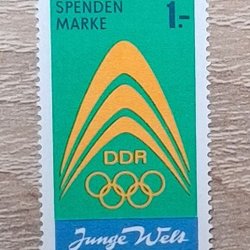 SPENDEN
MARKE 1.-
DDR
Junge Welt